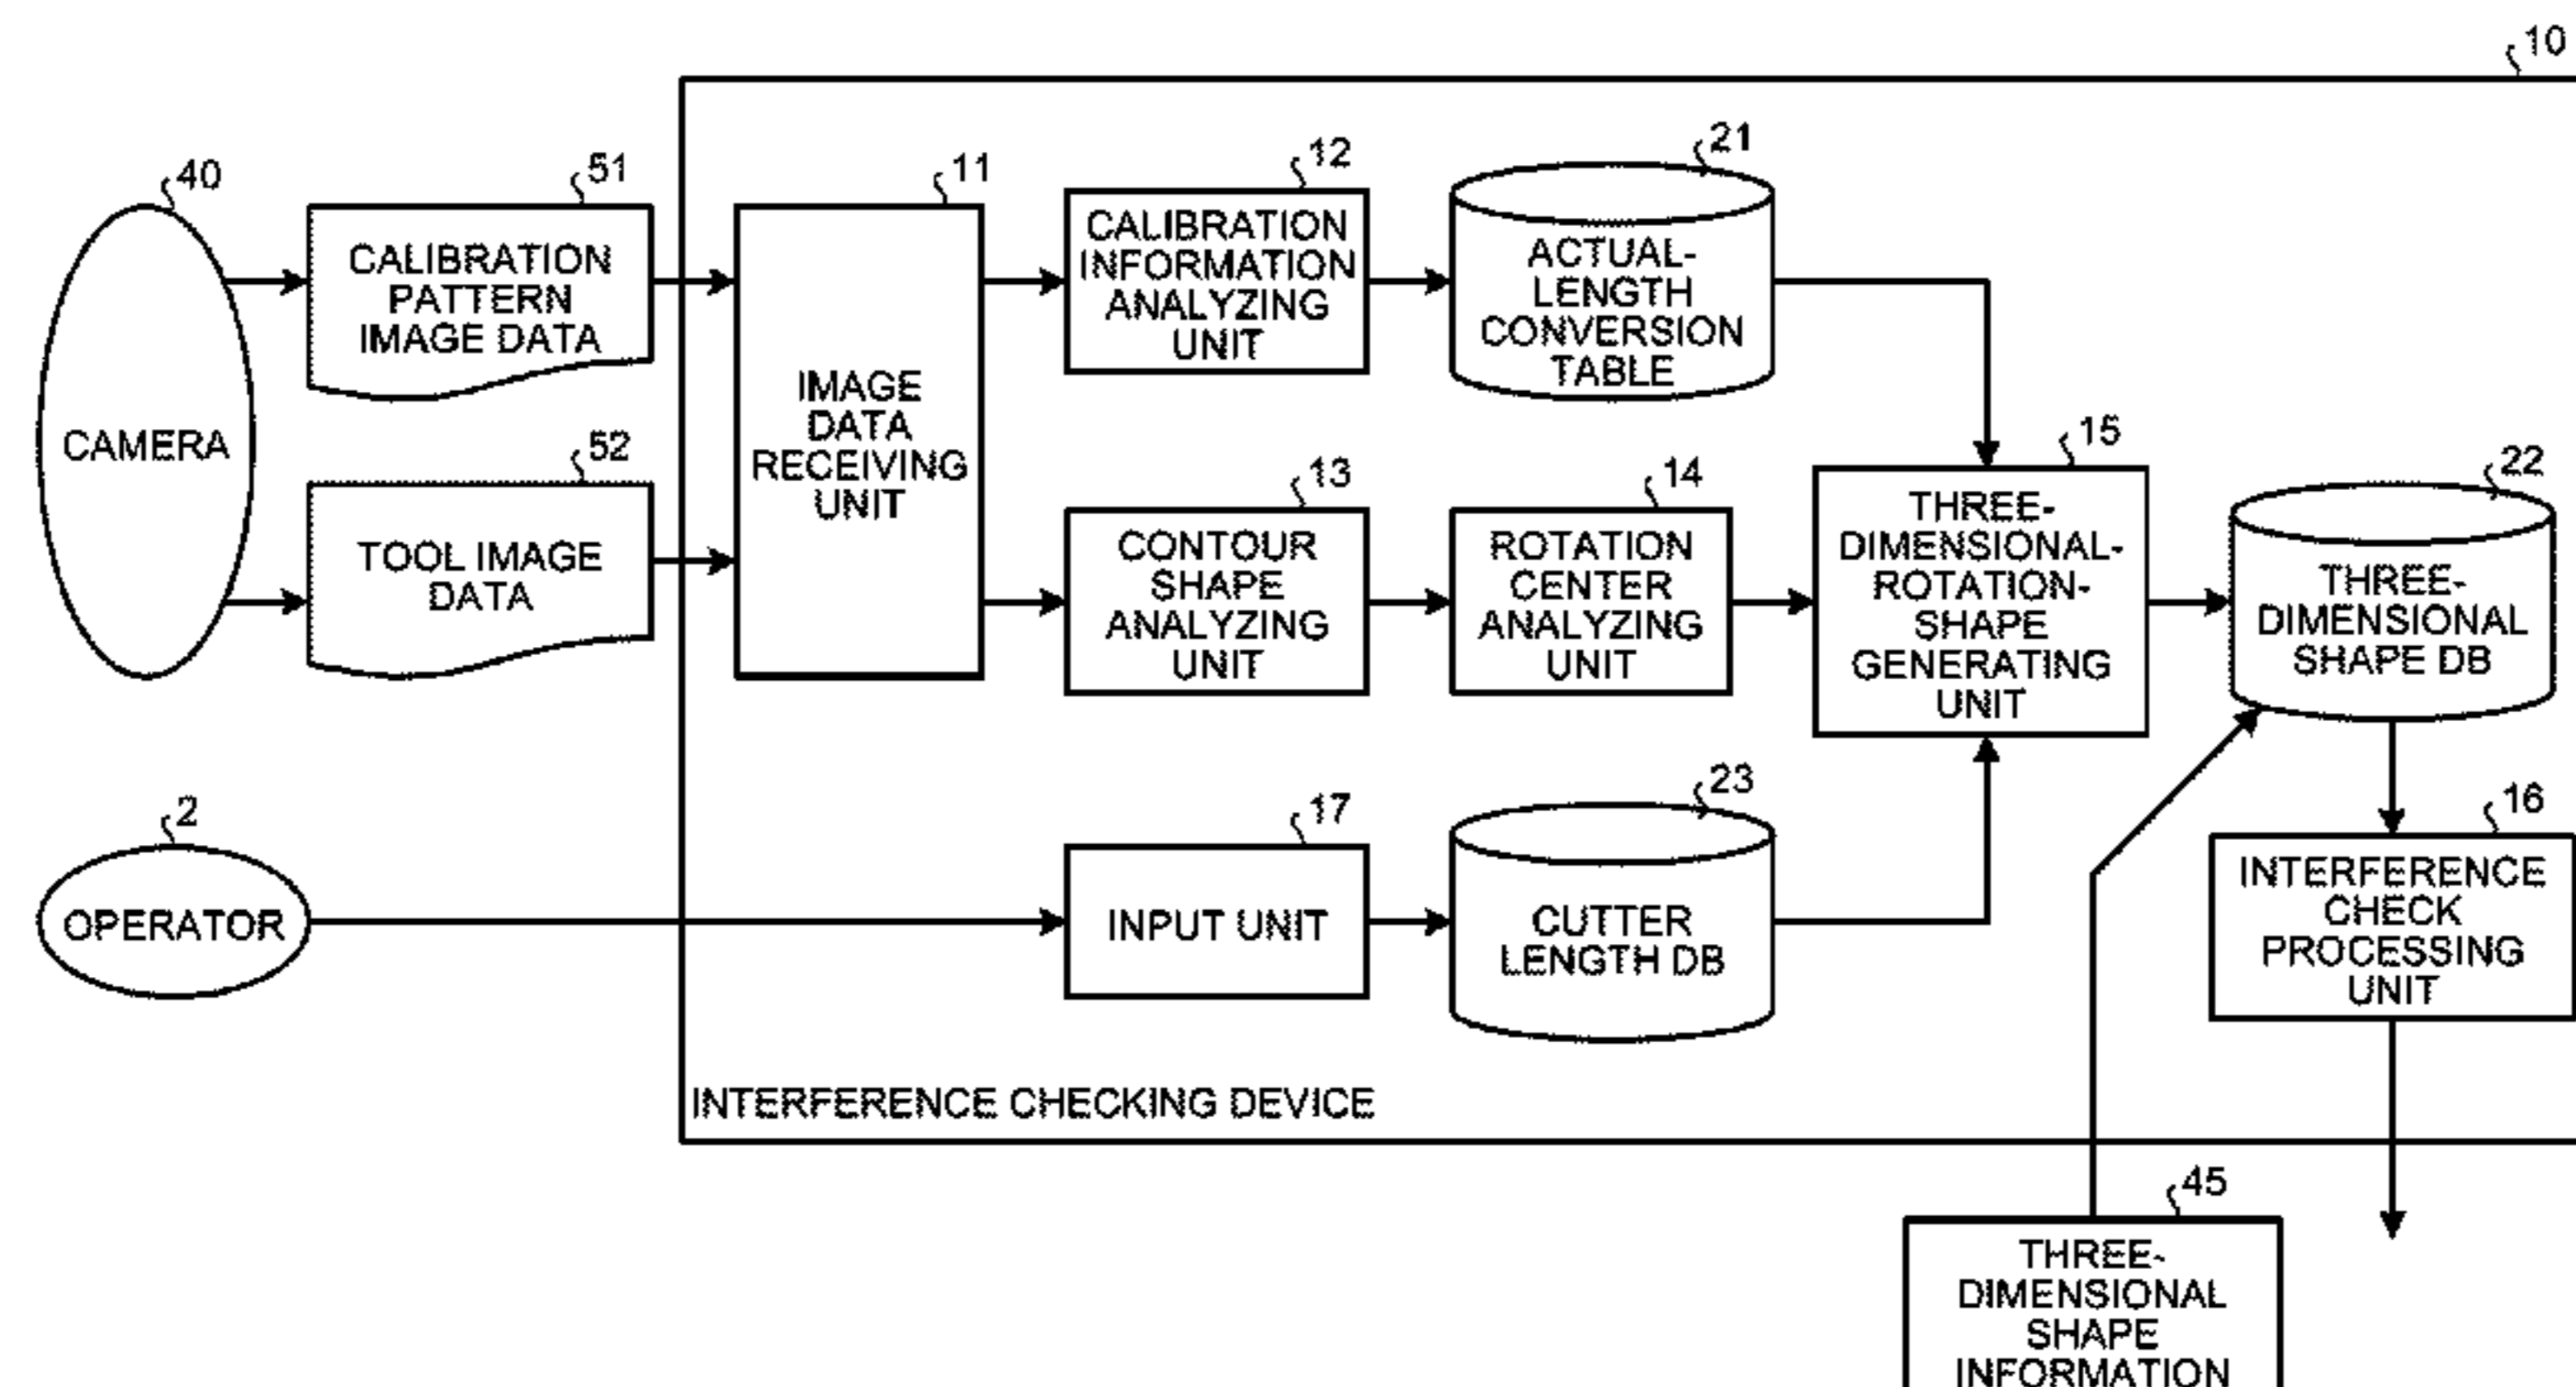 10
40
CAMERA
51
CALIBRATION
PATTERN
IMAGE DATA
52
TOOL IMAGE
DATA
11
IMAGE
DATA
RECEIVING
UNIT
12
CALIBRATION
INFORMATION
ANALYZING
UNIT
21
ACTUAL-
LENGTH
CONVERSION
TABLE
13
CONTOUR
SHAPE
ANALYZING
UNIT
14
ROTATION
CENTER
ANALYZING
UNIT
15
THREE-
DIMENSIONAL-
ROTATION-
SHAPE
GENERATING
UNIT
22
THREE-
DIMENSIONAL
SHAPE DB
2
OPERATOR
17
INPUT UNIT
23
CUTTER
LENGTH DB
16
INTERFERENCE
CHECK
PROCESSING
UNIT
INTERFERENCE CHECKING DEVICE
45
THREE-
DIMENSIONAL
SHAPE
INFORMATION